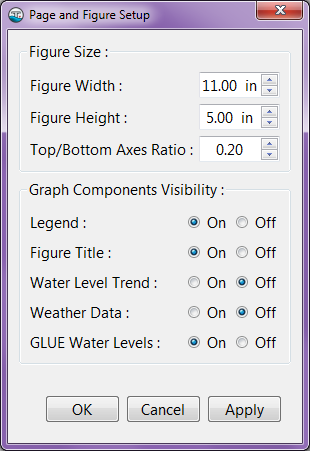 Page and Figure Setup
Figure Size :
Figure Width : 11.00 in
Figure Height : 5.00 in
Top/Bottom Axes Ratio : 0.20
Graph Components Visibility :
Legend : On Off
Figure Title : On Off
Water Level Trend : On Off
Weather Data : On Off
GLUE Water Levels : On Off
OK Cancel Apply